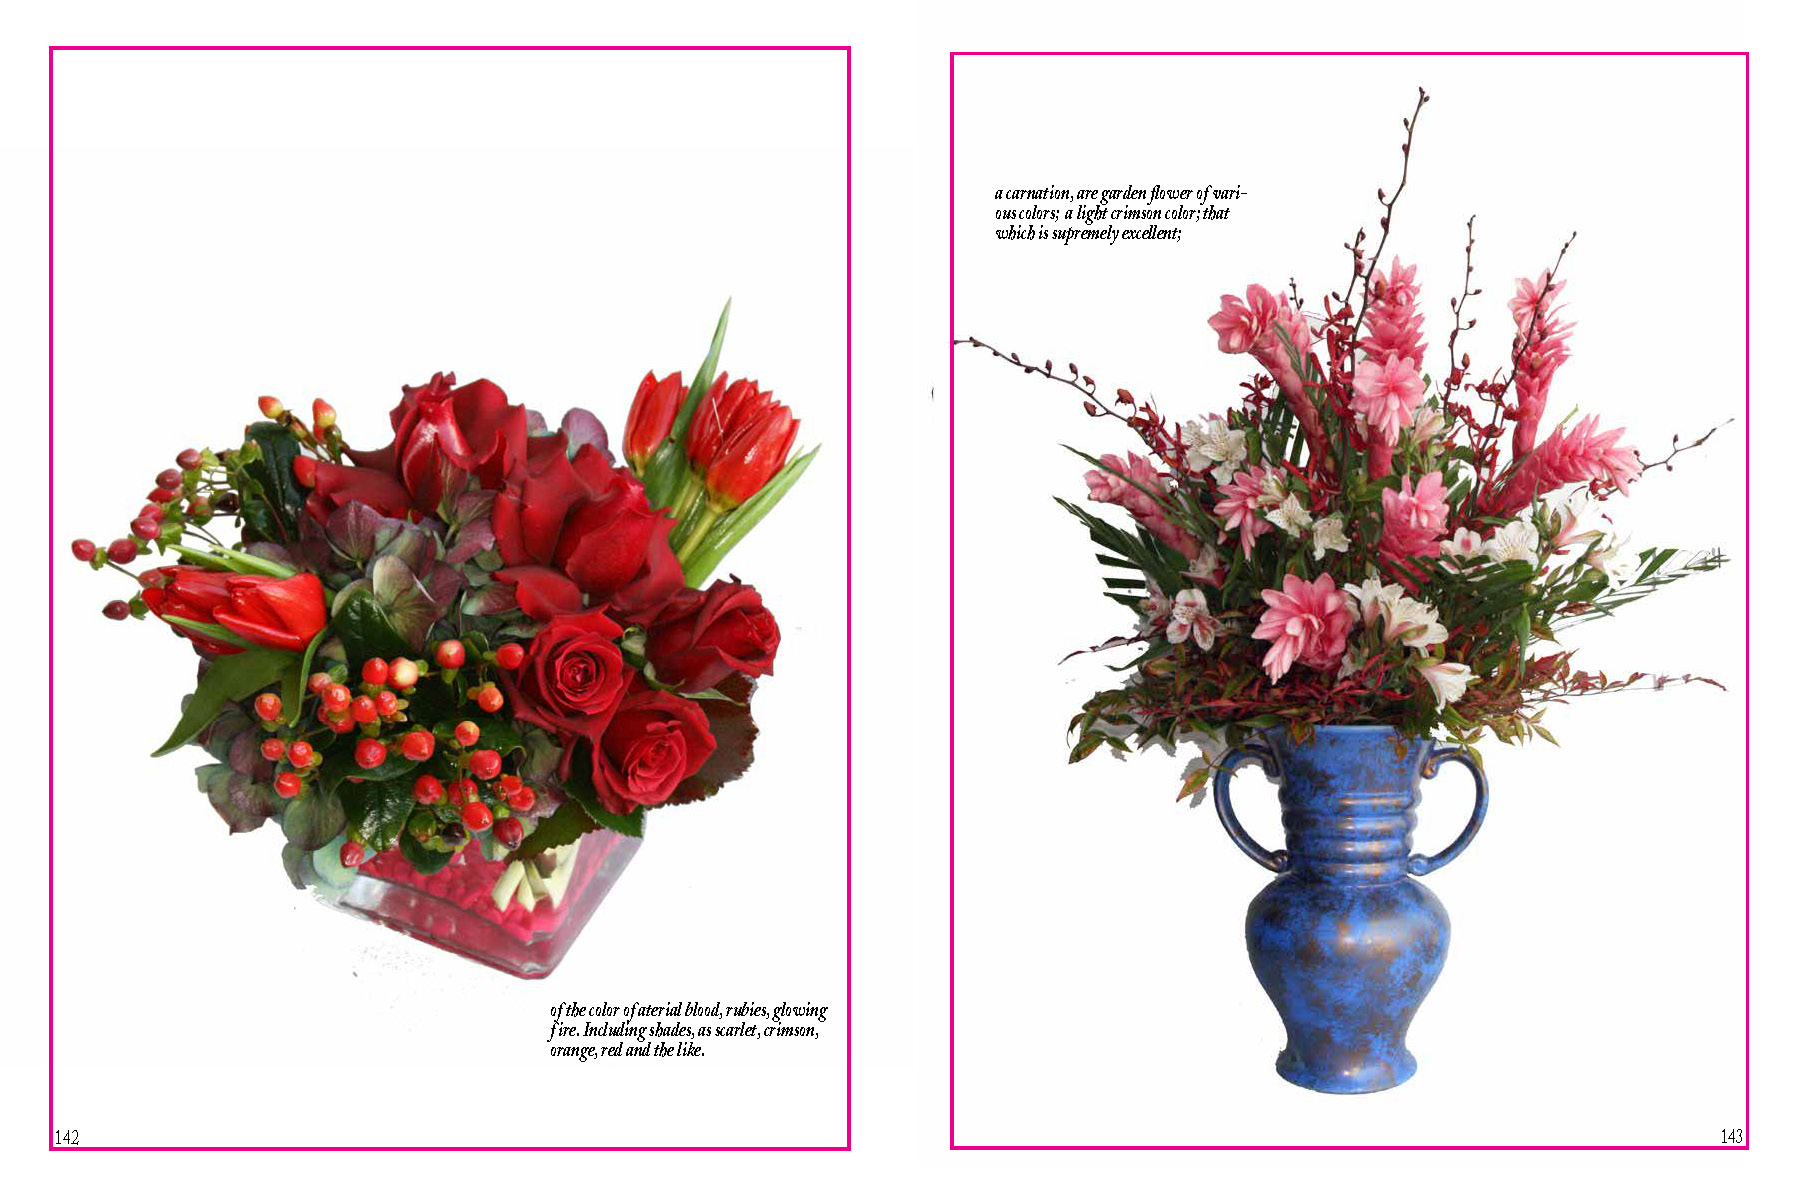 of the color of aterial blood, rubies, glowing
fire. Including shades, as scarlet, crimson,
orange, red and the like.
142
a carnation, are garden flower of vari-
ous colors; a light crimson color; that
which is supremely excellent;
143